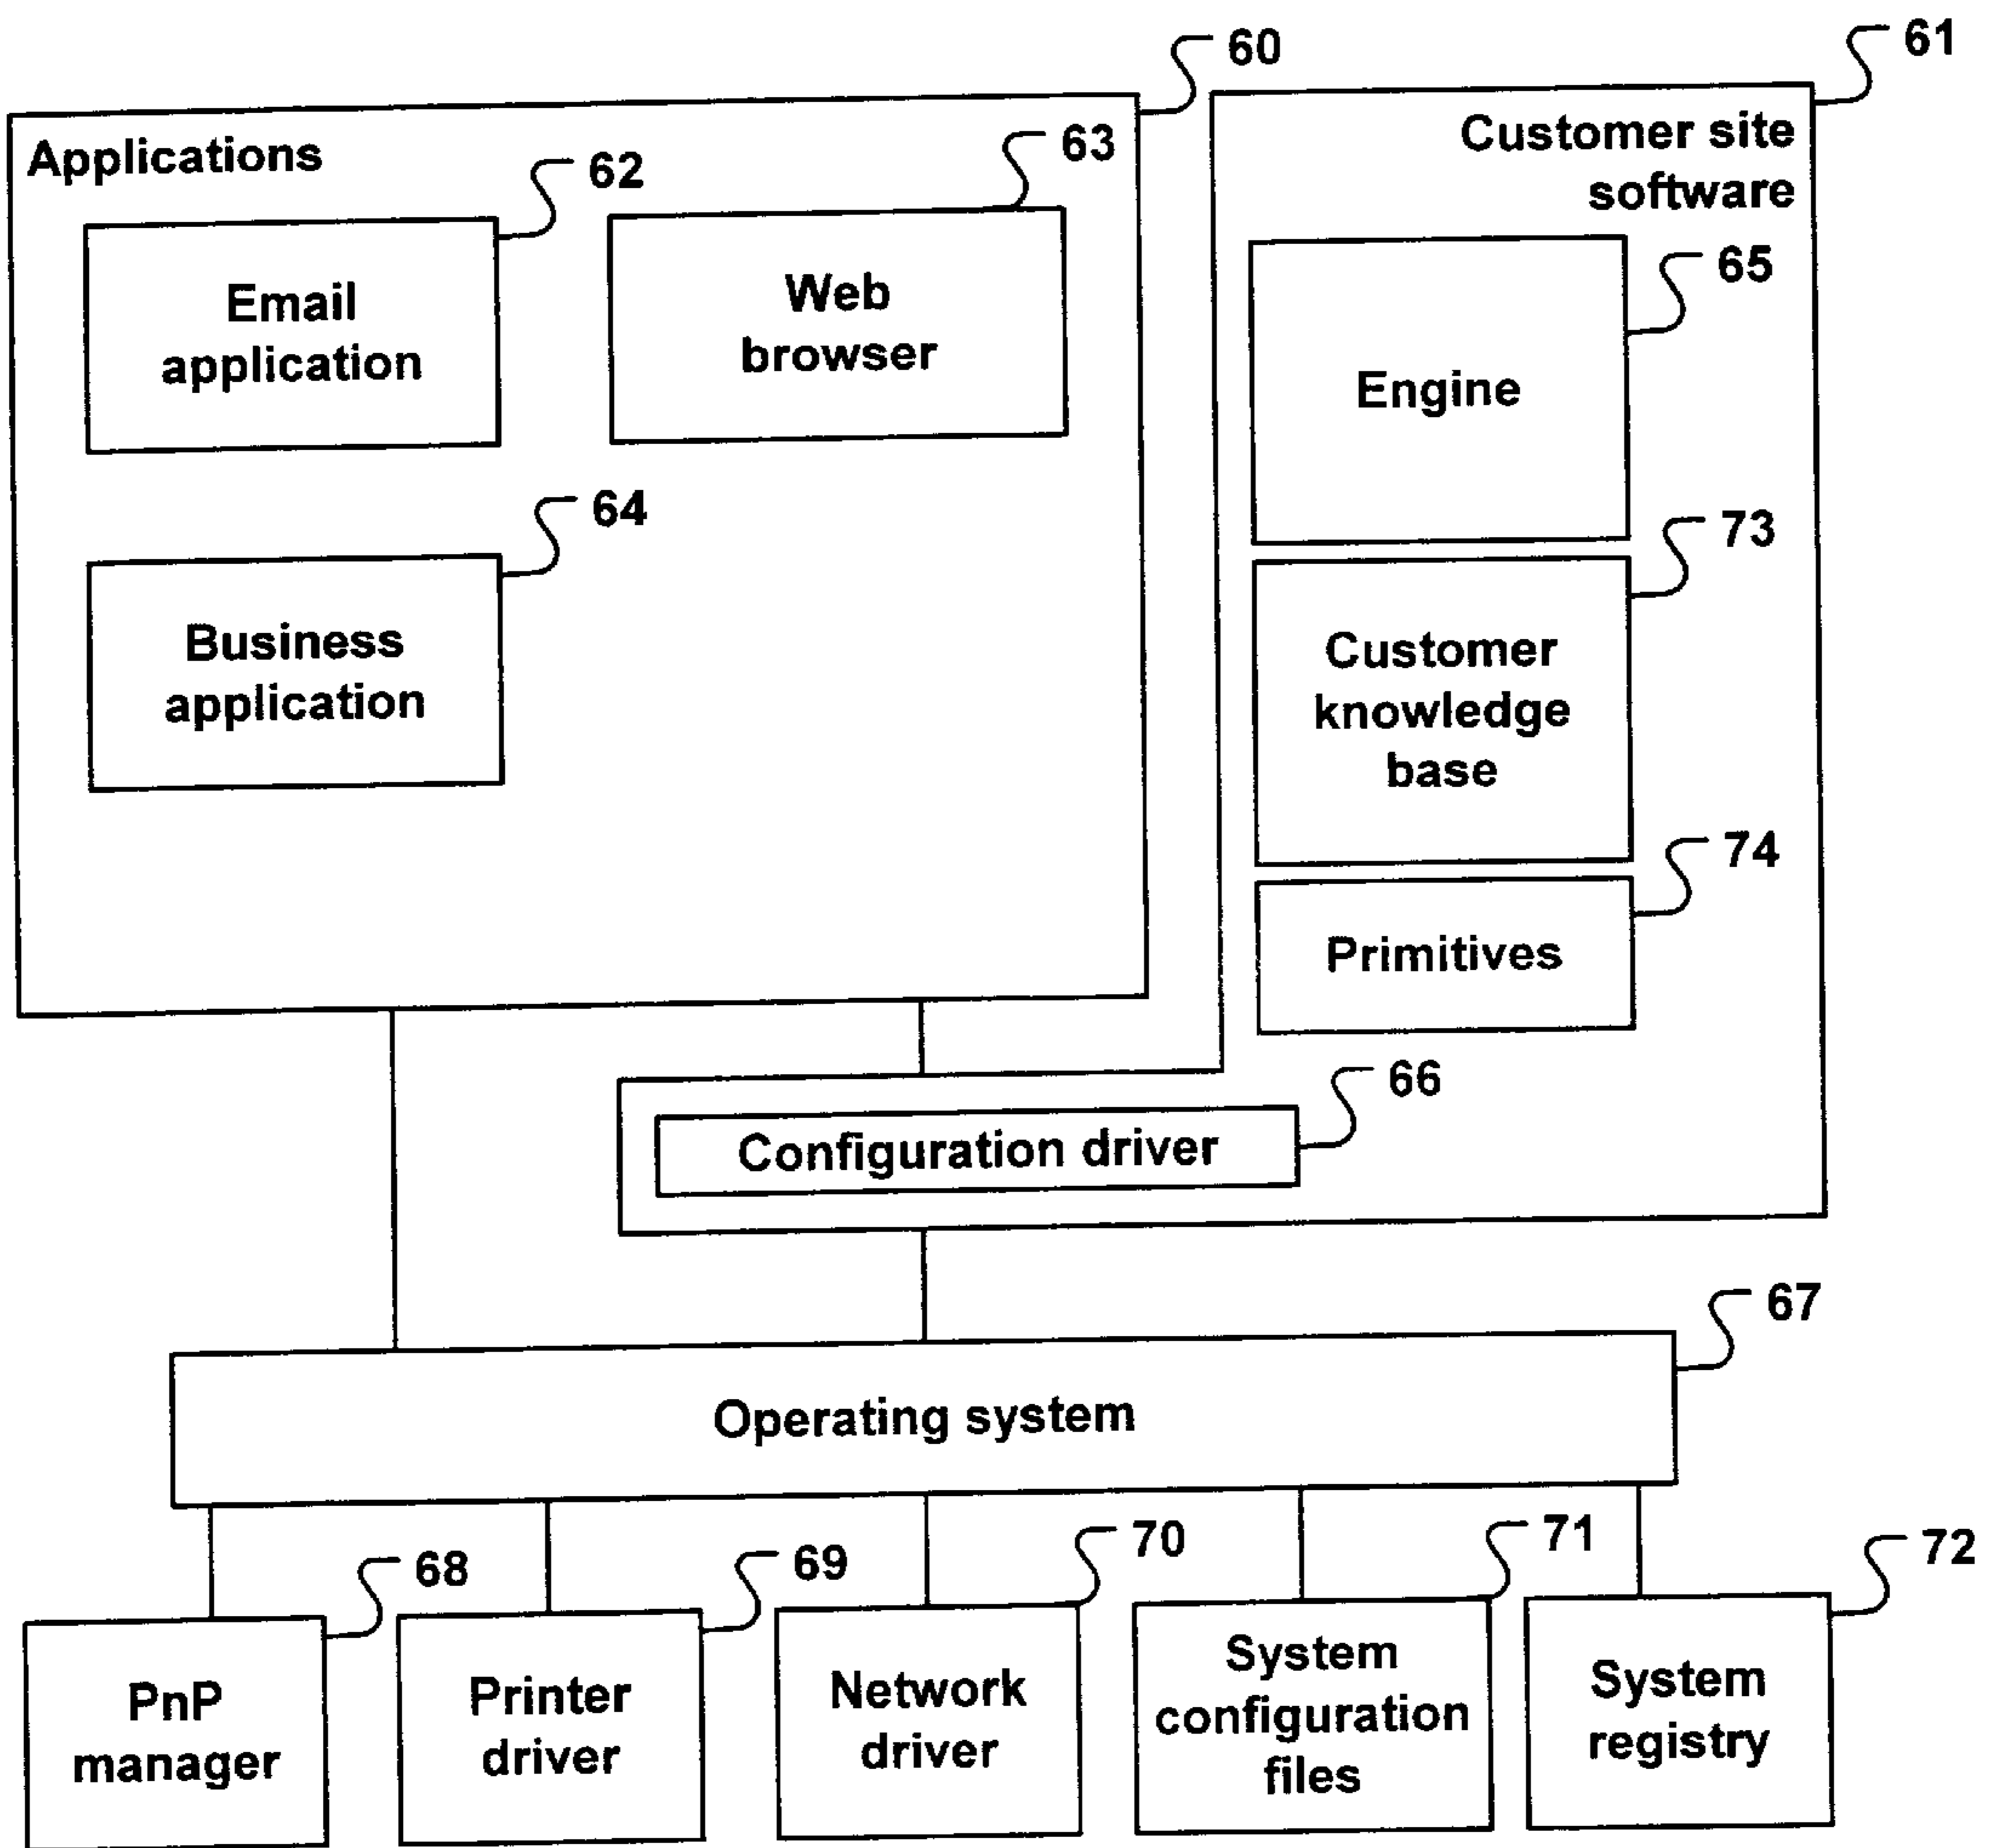 60
61
Applications
62
63
Customer site
software
Email
application
Web
browser
65
Engine
64
Business
application
73
Customer
knowledge
base
74
Primitives
66
Configuration driver
67
Operating system
68
69
70
71
72
PnP
manager
Printer
driver
Network
driver
System
configuration
files
System
registry